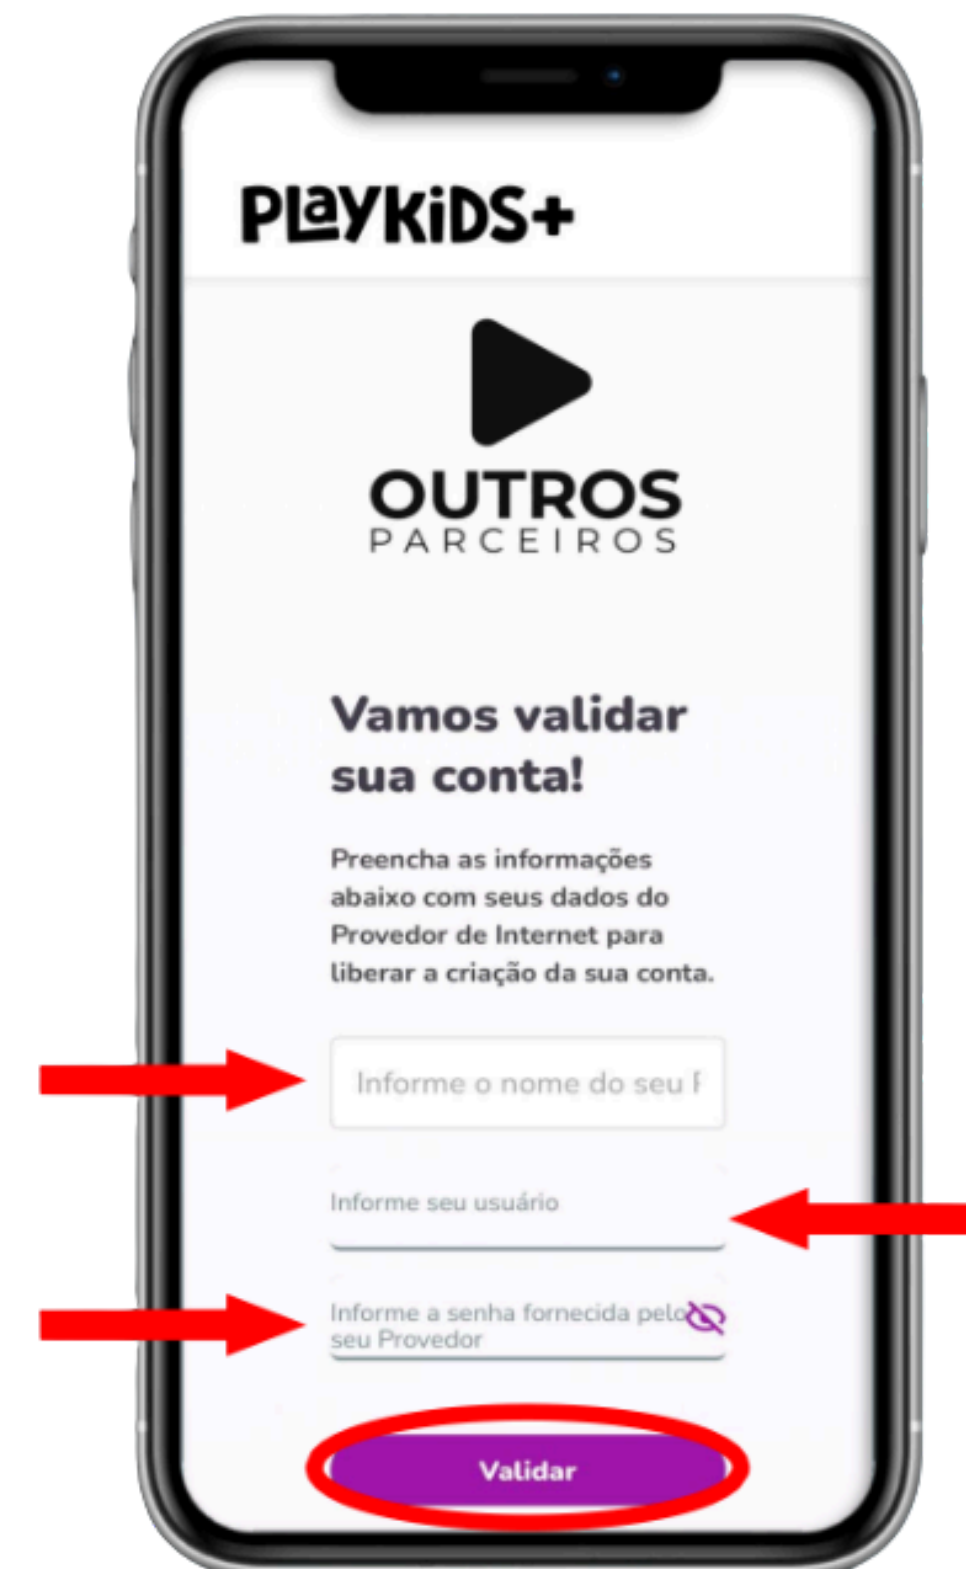 PLAYKiDS+
OUTROS
PARCEIROS
Vamos validar
sua conta!
Preencha as informações
abaixo com seus dados do
Provedor de Internet para
liberar a criação da sua conta.
Informe o nome do seu
Informe seu usuário
Informe a senha fornecida pelo
seu Provedor
Validar